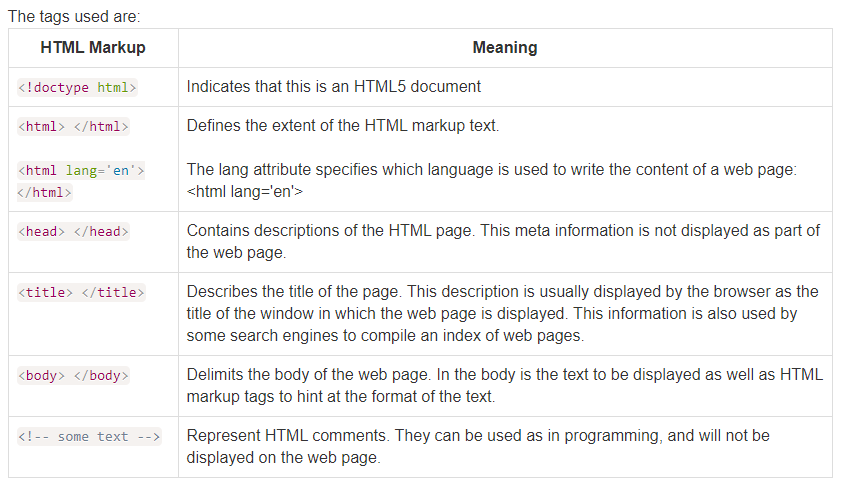 The tags used are:
HTML Markup
Meaning
<!doctype html>
Indicates that this is an HTML5 document
<html> </html>
Defines the extent of the HTML markup text.
<html lang='en'>
</html>
The lang attribute specifies which language is used to write the content of a web page:
<html lang='en'>
<head> </head>
Contains descriptions of the HTML page. This meta information is not displayed as part of
the web page.
<title> </title>
Describes the title of the page. This description is usually displayed by the browser as the
title of the window in which the web page is displayed. This information is also used by
some search engines to compile an index of web pages.
<body> </body>
Delimits the body of the web page. In the body is the text to be displayed as well as HTML
markup tags to hint at the format of the text.
<!-- some text -->
Represent HTML comments. They can be used as in programming, and will not be
displayed on the web page.